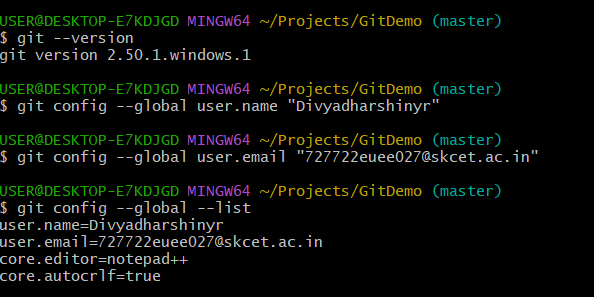 USER@DESKTOP-E7KDJGD MINGW64 ~/Projects/GitDemo (master)
$ git --version
git version 2.50.1.windows.1
USER@DESKTOP-E7KDJGD MINGW64 ~/Projects/GitDemo (master)
$ git config --global user.name "Divyadharshinyr"
USER@DESKTOP-E7KDJGD MINGW64 ~/Projects/GitDemo (master)
$ git config --global user.email "727722euee027@skcet.ac.in"
USER@DESKTOP-E7KDJGD MINGW64 ~/Projects/GitDemo (master)
$ git config --global --list
user.name=Divyadharshinyr
user.email=727722euee027@skcet.ac.in
core.editor=notepad++
core.autocrlf=true